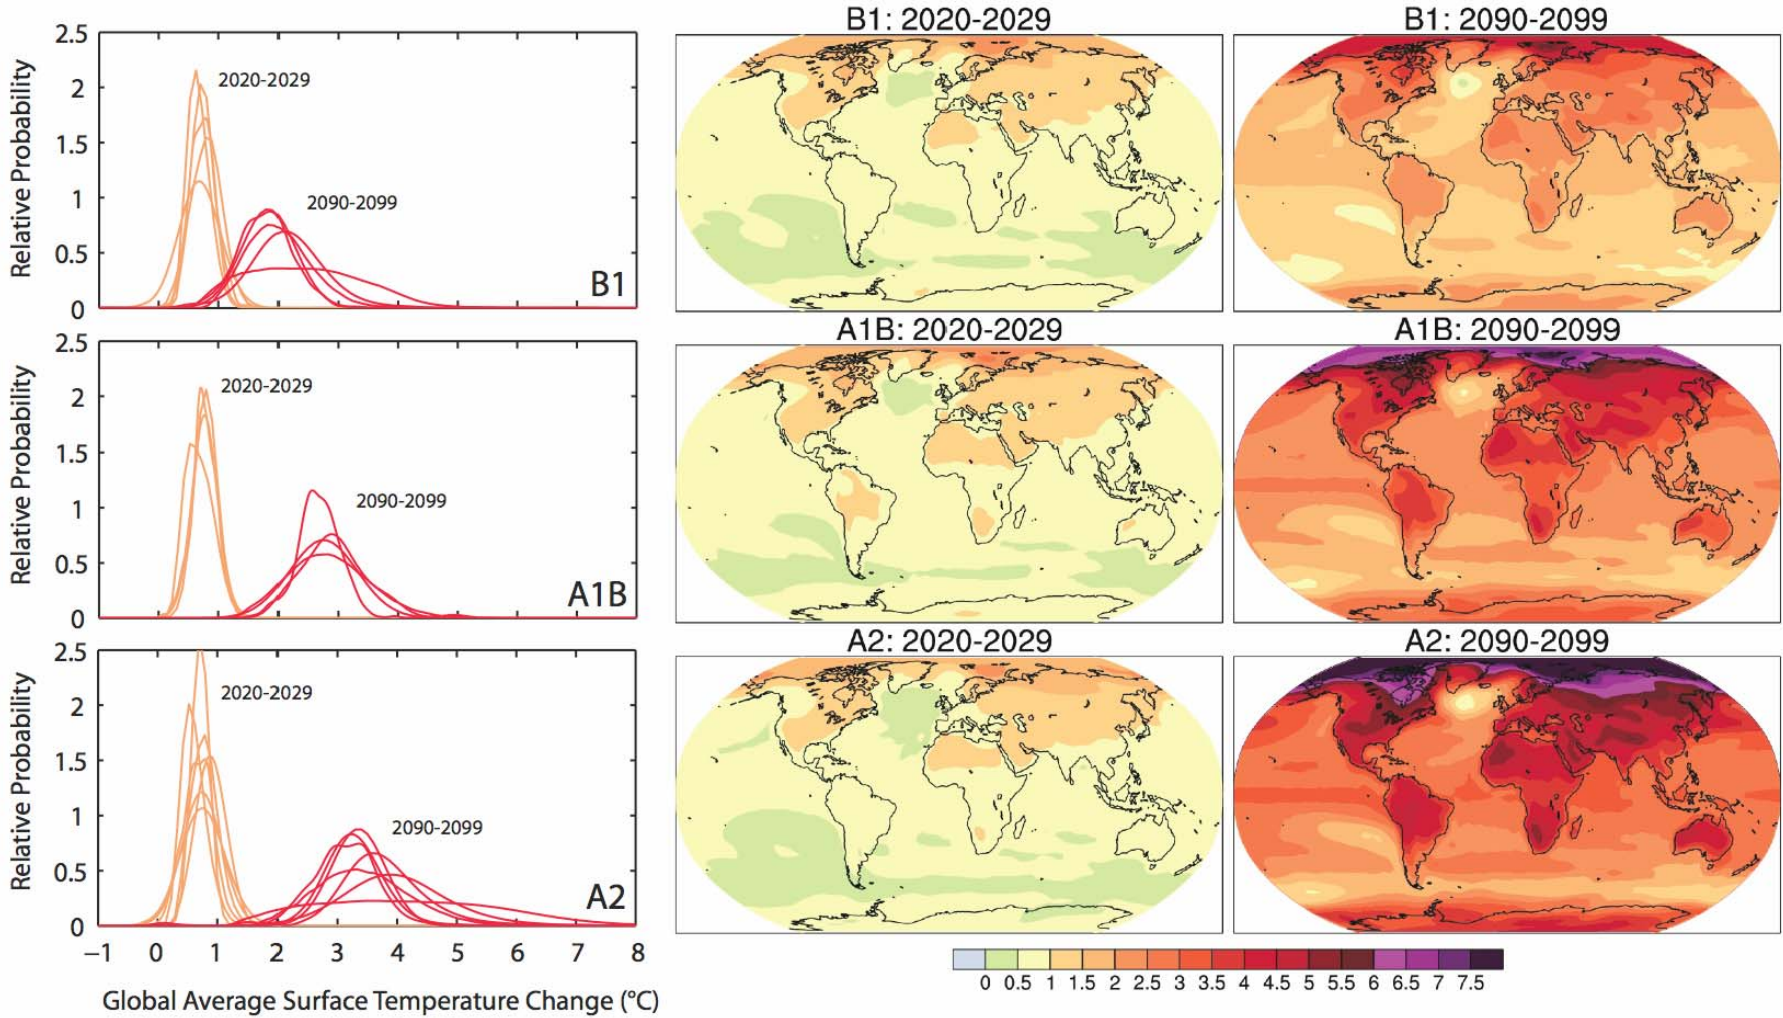 B1: 2020-2029
B1: 2090-2099
2.5
2
1.5
1
0.5
0
Relative Probability
2020-2029
2090-2099
B1
A1B: 2020-2029
A1B: 2090-2099
2.5
2
1.5
1
0.5
0
Relative Probability
2020-2029
2090-2099
A1B
A2: 2020-2029
A2: 2090-2099
2.5
2
1.5
1
0.5
0
Relative Probability
2020-2029
2090-2099
A2
−1 0 1 2 3 4 5 6 7 8
Global Average Surface Temperature Change (°C)
0 0.5 1 1.5 2 2.5 3 3.5 4 4.5 5 5.5 6 6.5 7 7.5